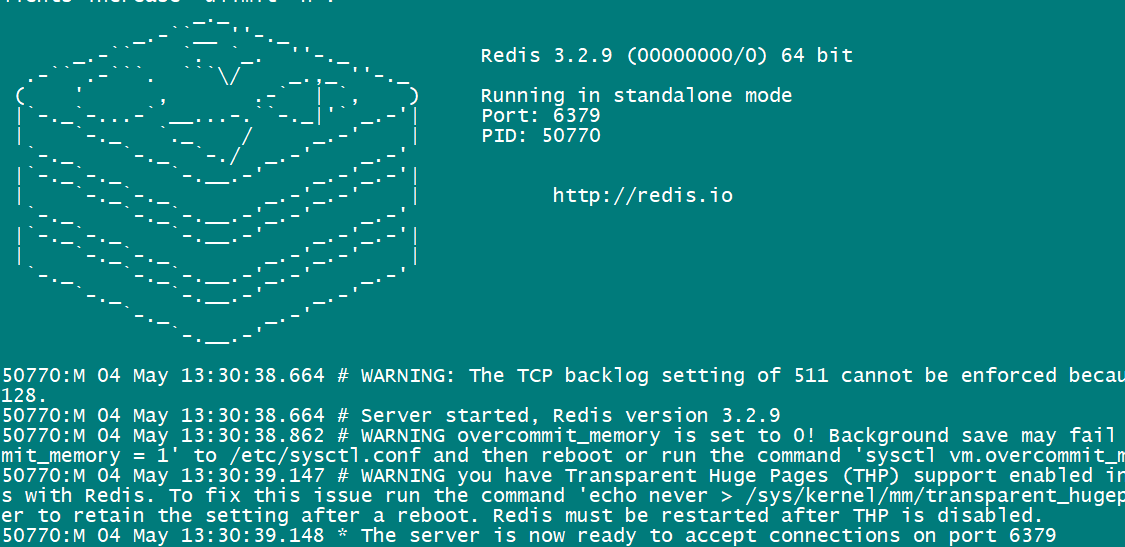 Redis 3.2.9 (00000000/0) 64 bit
Running in standalone mode
Port: 6379
PID: 50770
http://redis.io
50770:M 04 May 13:30:38.664 # WARNING: The TCP backlog setting of 511 cannot be enforced becau
128.
50770:M 04 May 13:30:38.664 # Server started, Redis version 3.2.9
50770:M 04 May 13:30:38.862 # WARNING overcommit_memory is set to 0! Background save may fail
mit_memory = 1' to /etc/sysctl.conf and then reboot or run the command 'sysctl vm.overcommit_m
50770:M 04 May 13:30:39.147 # WARNING you have Transparent Huge Pages (THP) support enabled in
s with Redis. To fix this issue run the command 'echo never > /sys/kernel/mm/transparent_hugep
er to retain the setting after a reboot. Redis must be restarted after THP is disabled.
50770:M 04 May 13:30:39.148 * The server is now ready to accept connections on port 6379